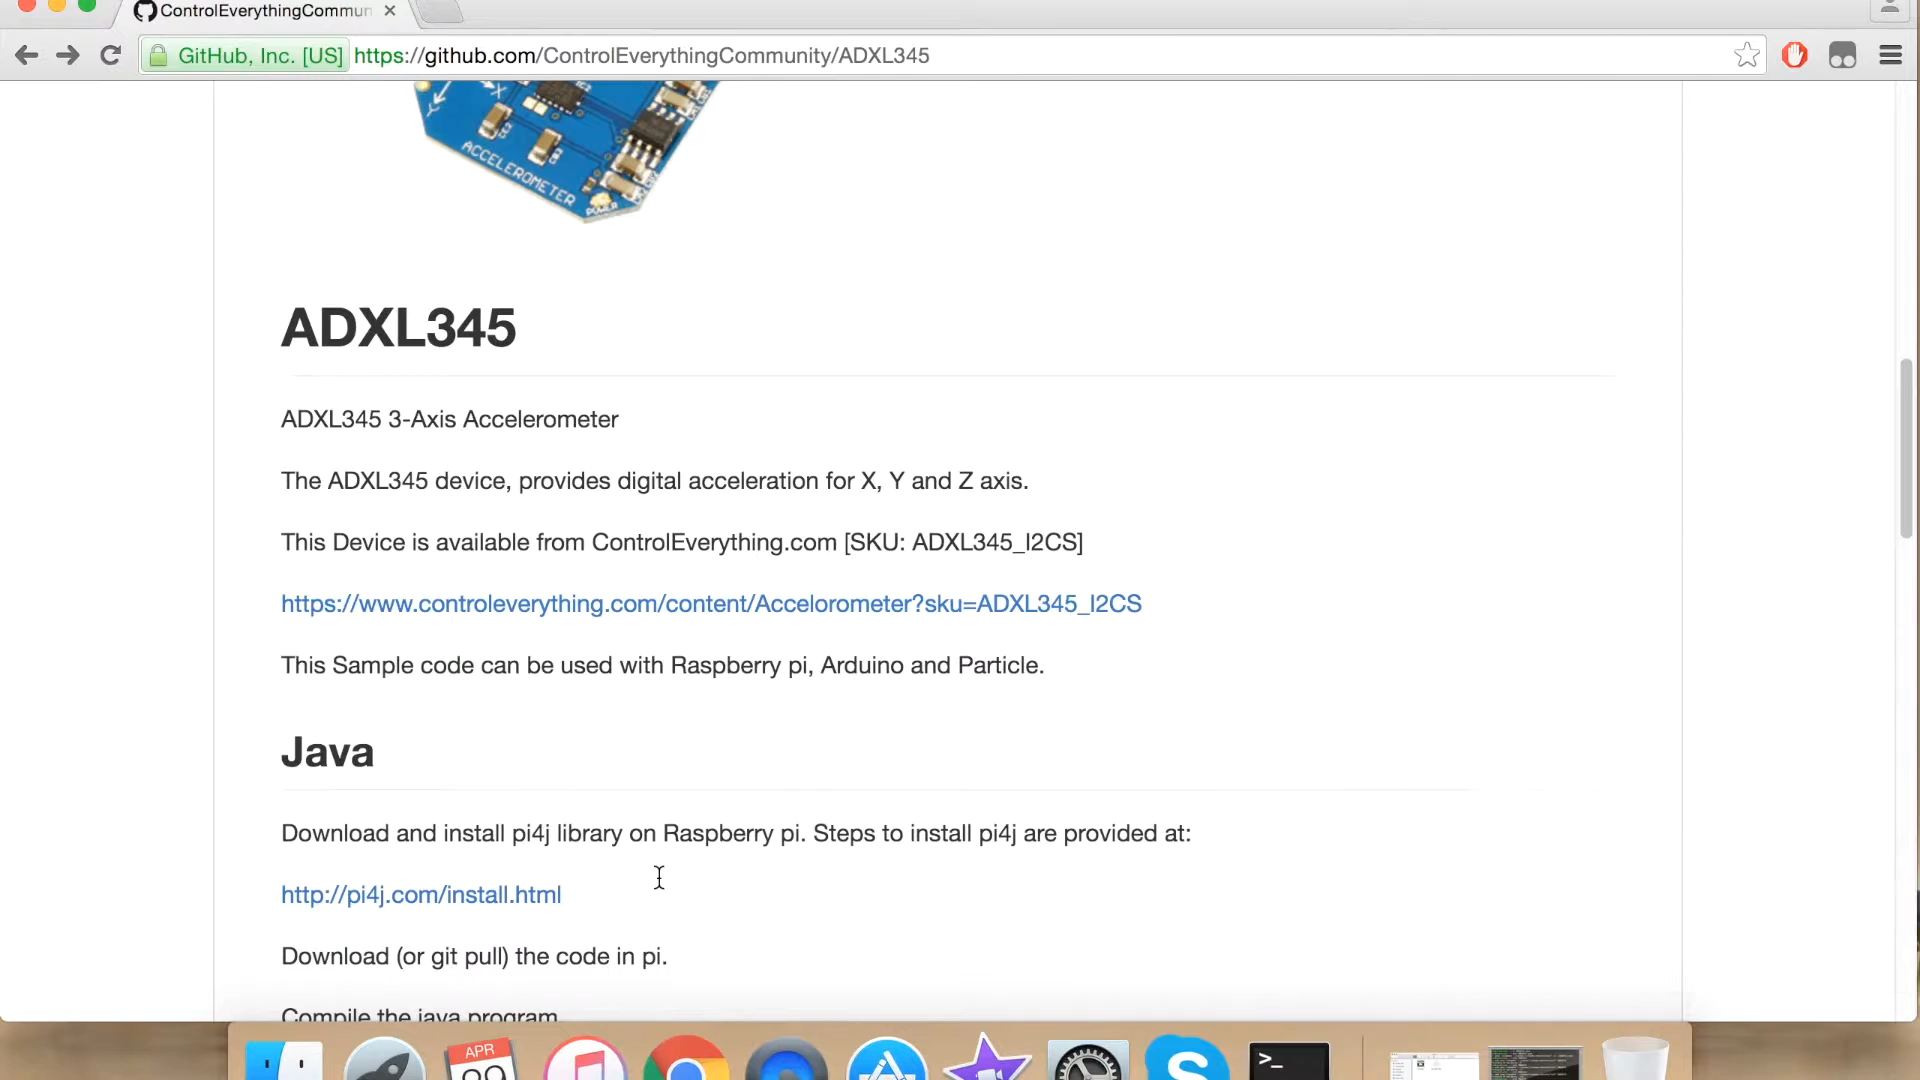 ControlEverythingCommun
GitHub, Inc. [US] https://github.com/ControlEverythingCommunity/ADXL345
X
Y
ACCELEROMETER
POWER
ADXL345
ADXL345 3-Axis Accelerometer
The ADXL345 device, provides digital acceleration for X, Y and Z axis.
This Device is available from ControlEverything.com [SKU: ADXL345_I2CS]
https://www.controleverything.com/content/Accelorometer?sku=ADXL345_I2CS
This Sample code can be used with Raspberry pi, Arduino and Particle.
Java
Download and install pi4j library on Raspberry pi. Steps to install pi4j are provided at:
http://pi4j.com/install.html
Download (or git pull) the code in pi.
Compile the java program.
APR